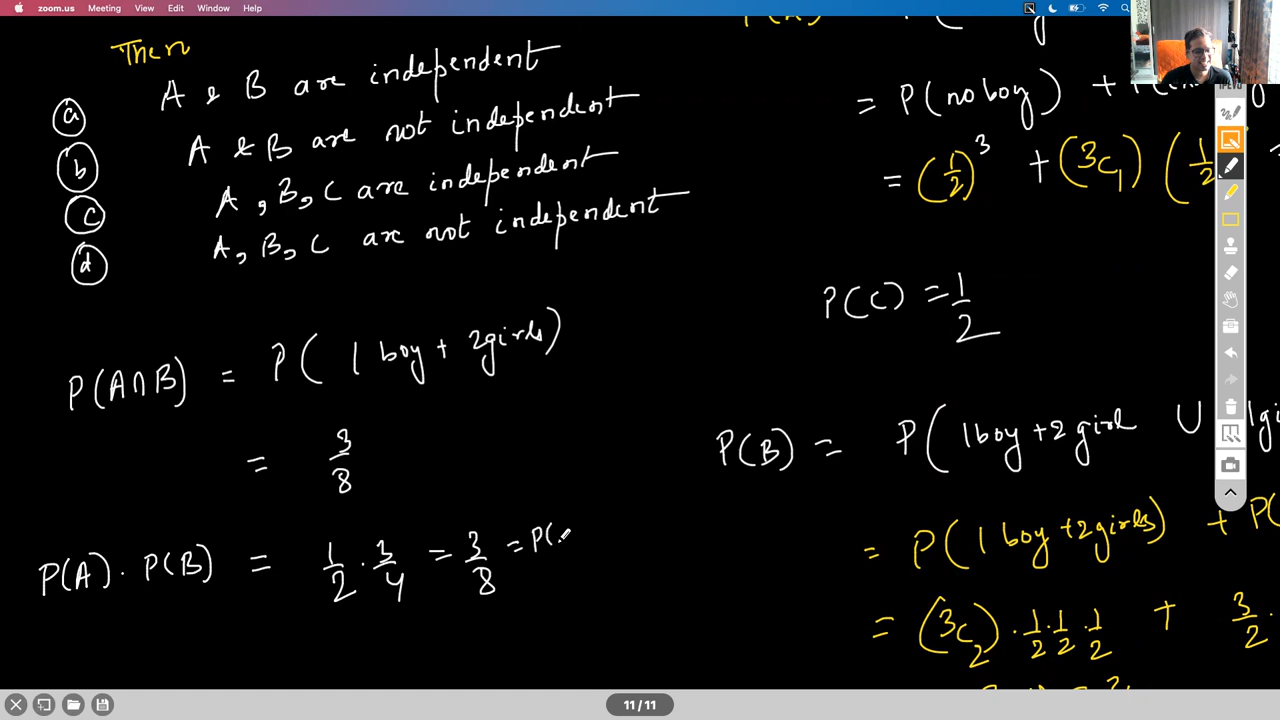 zoom.us Meeting View Edit Window Help
Then
(a) A & B are independent
(b) A & B are not independent
(c) A, B, C are independent
(d) A, B, C are not independent
P(A∩B) = P( 1 boy + 2girls)
= 3/8
P(A) . P(B) = 1/2 . 3/4 = 3/8 = P(.
= P(no boy) +
= (1/2)^3 + (3C1) (1/2
P(C) = 1/2
P(B) = P( 1boy+2girl ∪
= P( 1 boy+2girls) + P(
= (3C2) . 1/2 . 1/2 . 1/2 + 3/2 .
IPEVO
11 / 11